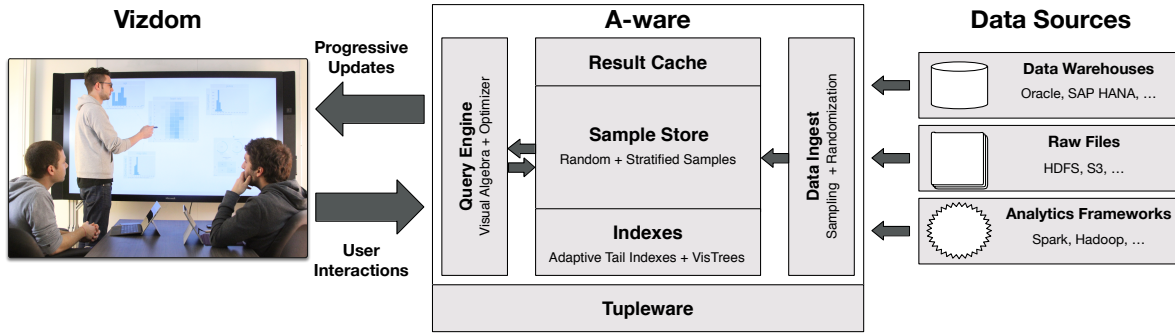 Vizdom
Progressive
Updates
User
Interactions
A-ware
Query Engine
Visual Algebra + Optimizer
Result Cache
Sample Store
Random + Stratified Samples
Indexes
Adaptive Tail Indexes + VisTrees
Data Ingest
Sampling + Randomization
Tupleware
Data Sources
Data Warehouses
Oracle, SAP HANA, ...
Raw Files
HDFS, S3, ...
Analytics Frameworks
Spark, Hadoop, ...